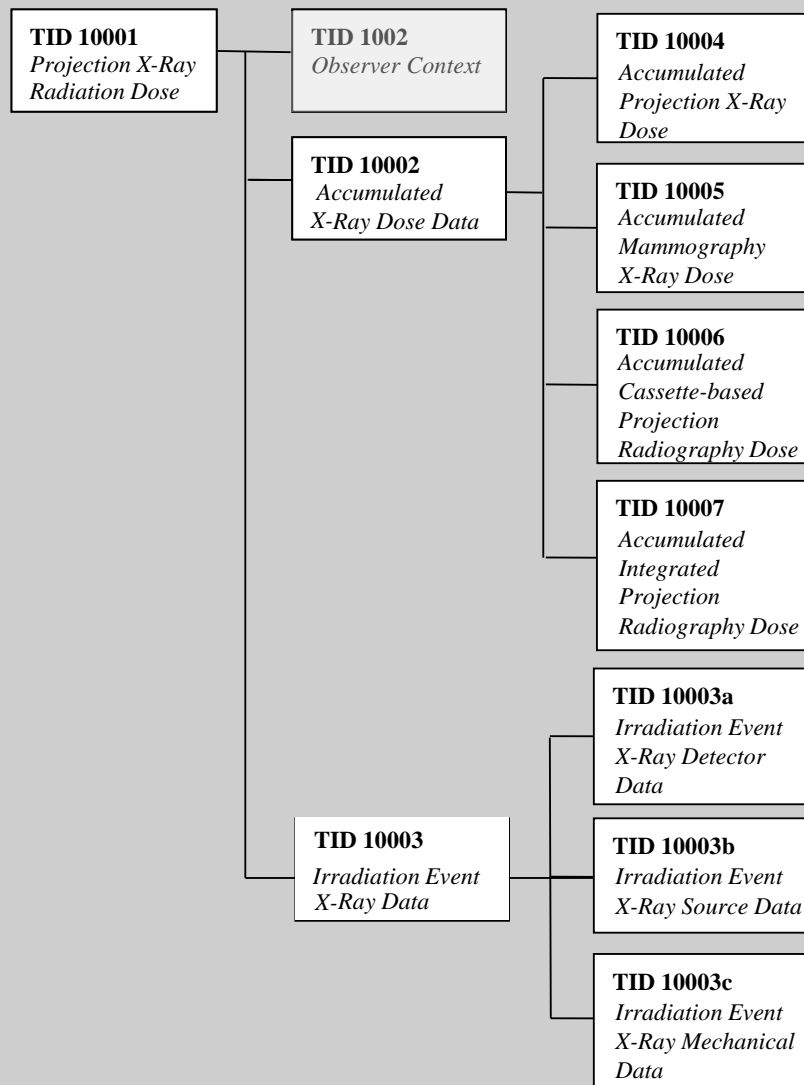 TID 10001
Projection X-Ray
Radiation Dose
TID 1002
Observer Context
TID 10002
Accumulated
X-Ray Dose Data
TID 10004
Accumulated
Projection X-Ray
Dose
TID 10005
Accumulated
Mammography
X-Ray Dose
TID 10006
Accumulated
Cassette-based
Projection
Radiography Dose
TID 10007
Accumulated
Integrated
Projection
Radiography Dose
TID 10003
Irradiation Event
X-Ray Data
TID 10003a
Irradiation Event
X-Ray Detector
Data
TID 10003b
Irradiation Event
X-Ray Source Data
TID 10003c
Irradiation Event
X-Ray Mechanical
Data